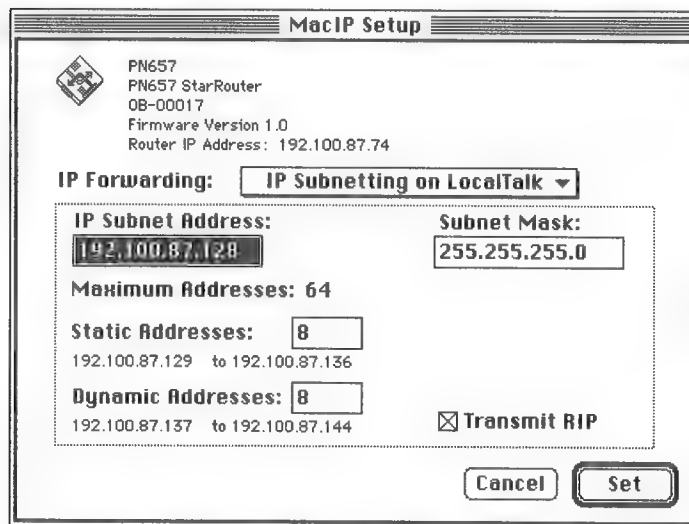 MacIP Setup
PN657
PN657 StarRouter
0B-00017
Firmware Version 1.0
Router IP Address: 192.100.87.74
IP Forwarding: IP Subnetting on LocalTalk
IP Subnet Address: Subnet Mask:
192.100.87.128 255.255.255.0
Maximum Addresses: 64
Static Addresses: 8
192.100.87.129 to 192.100.87.136
Dynamic Addresses: 8
192.100.87.137 to 192.100.87.144
Transmit RIP
Cancel Set